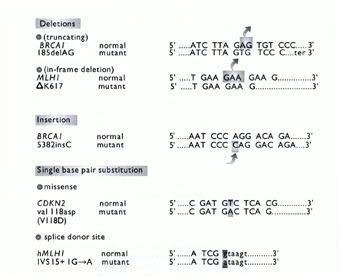 Deletions
(truncating)
BRCA1 normal 5' .....ATC TTA GAG TGT CCC.....3'
185delAG mutant 5' .....ATC TTA GTG TCC C...ter 3'
(in-frame deletion)
MLH1 normal 5' .....T GAA GAA GAA G.......3'
ΔK617 mutant 5' .....T GAA GAA G..........3'
Insertion
BRCA1 normal 5' .....AAT CCC AGG ACA GA.......3'
5382insC mutant 5' .....AAT CCC CAG GAC AGA......3'
Single base pair substitution
missense
CDKN2 normal 5' .....C GAT GTC TCA CG.......3'
val 118asp mutant 5' .....C GAT GAC TCA G.......3'
(V118D)
splice donor site
hMLH1 normal 5' .....A TCG gtaagt...........3'
IVS15+ 1G→A mutant 5' .....A TCG ataagt...........3'